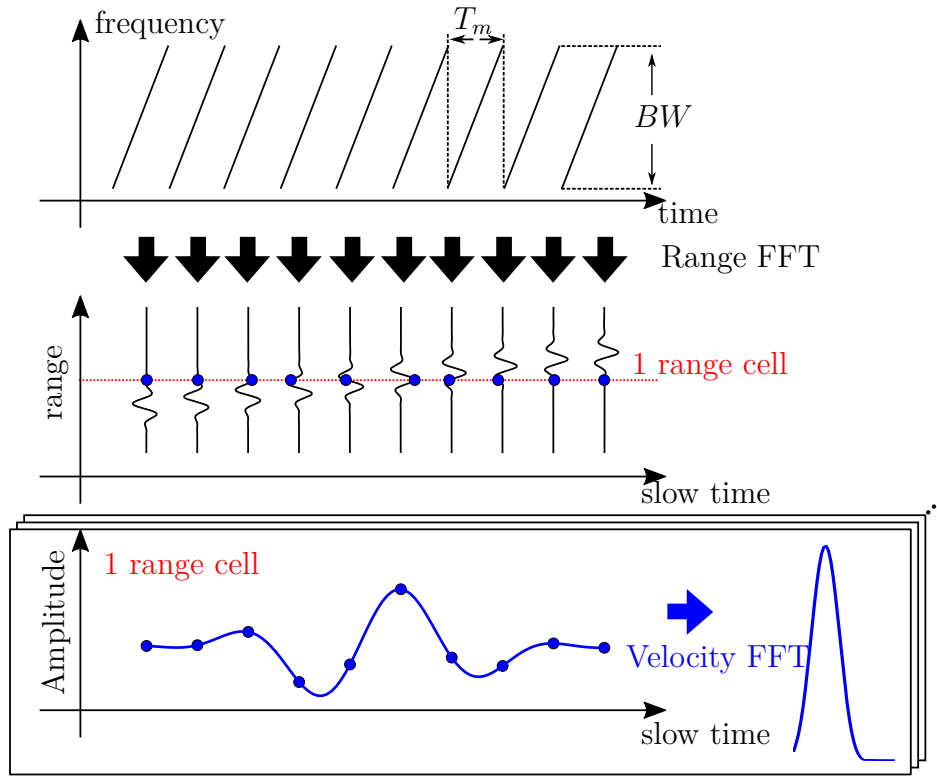 frequency
T_m
BW
time
Range FFT
range
1 range cell
slow time
Amplitude
1 range cell
Velocity FFT
slow time